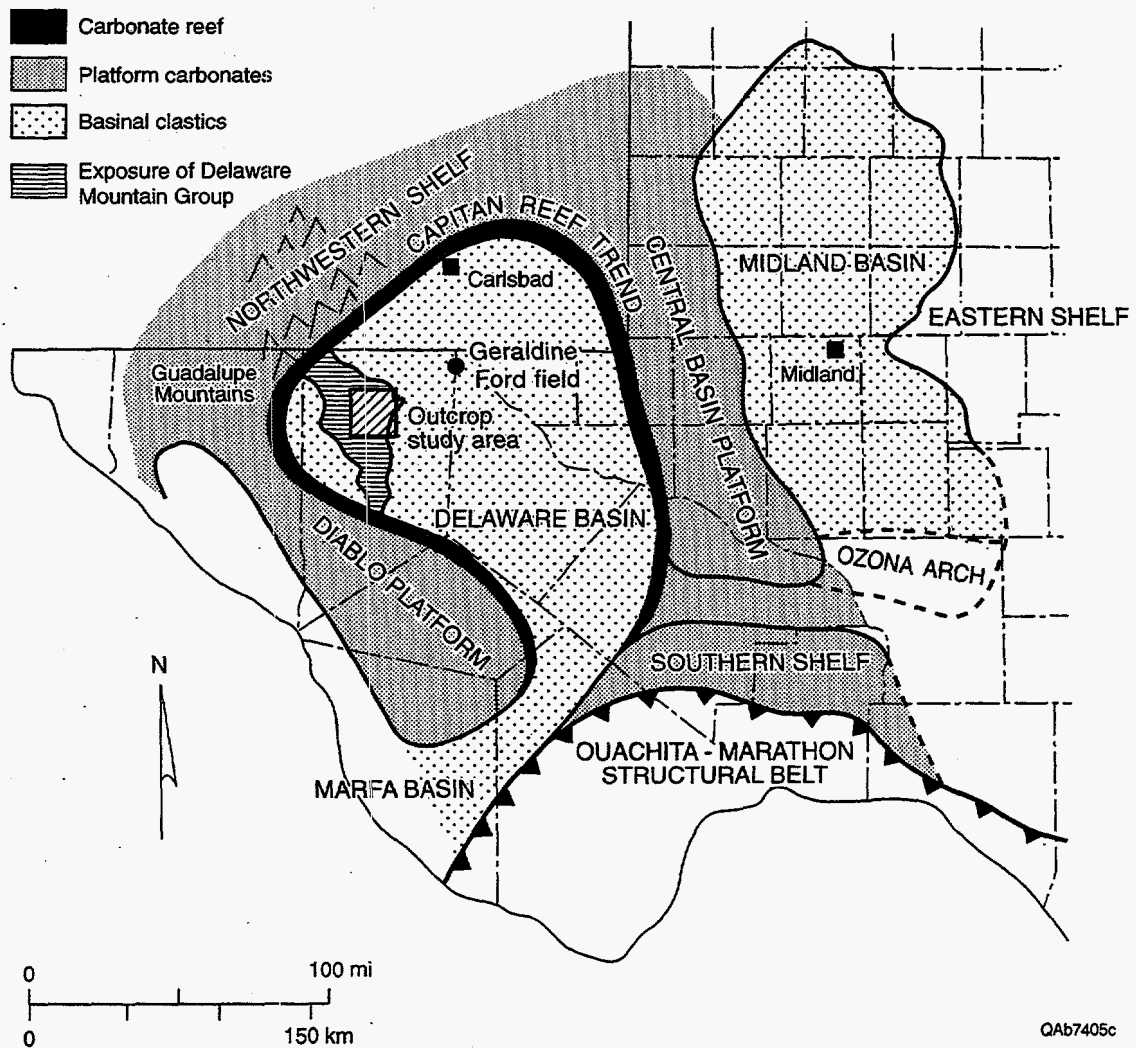 Carbonate reef
Platform carbonates
Basinal clastics
Exposure of Delaware
Mountain Group
NORTHWESTERN SHELF
CAPITAN REEF TREND
CENTRAL BASIN PLATFORM
MIDLAND BASIN
EASTERN SHELF
Carlsbad
Midland
Geraldine
Ford field
Guadalupe
Mountains
Outcrop
study area
DELAWARE BASIN
DIABLO PLATFORM
OZONA ARCH
SOUTHERN SHELF
OUACHITA - MARATHON
STRUCTURAL BELT
MARFA BASIN
N
0
100 mi
0
150 km
QAb7405c